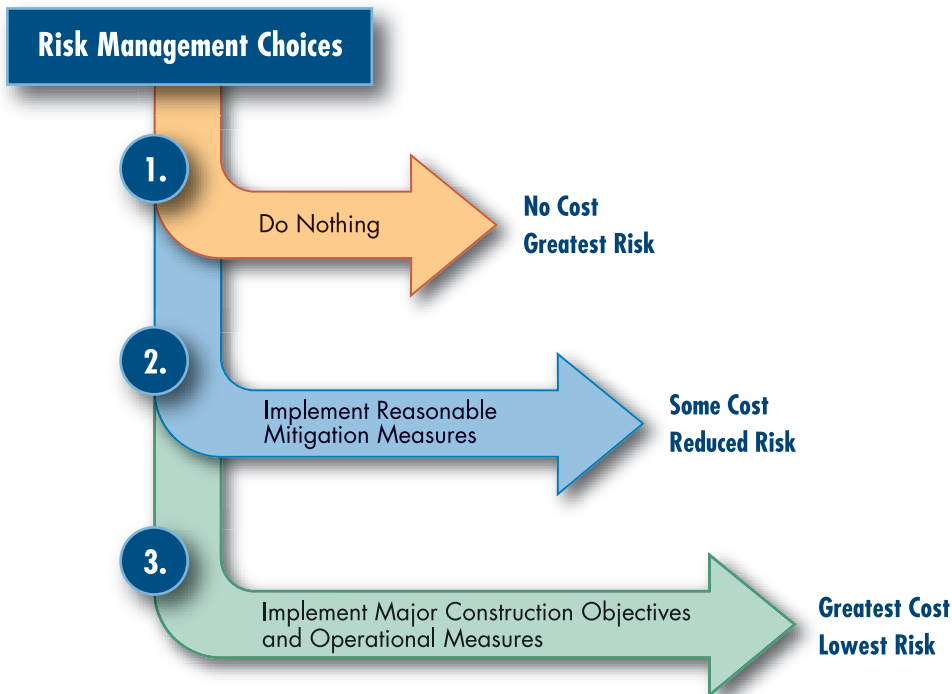 Risk Management Choices
1.
Do Nothing
No Cost
Greatest Risk
2.
Implement Reasonable
Mitigation Measures
Some Cost
Reduced Risk
3.
Implement Major Construction Objectives
and Operational Measures
Greatest Cost
Lowest Risk